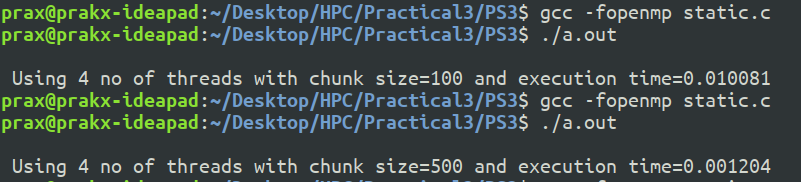 prax@prakx-ideapad:~/Desktop/HPC/Practical3/PS3$ gcc -fopenmp static.c
prax@prakx-ideapad:~/Desktop/HPC/Practical3/PS3$ ./a.out
Using 4 no of threads with chunk size=100 and execution time=0.010081
prax@prakx-ideapad:~/Desktop/HPC/Practical3/PS3$ gcc -fopenmp static.c
prax@prakx-ideapad:~/Desktop/HPC/Practical3/PS3$ ./a.out
Using 4 no of threads with chunk size=500 and execution time=0.001204